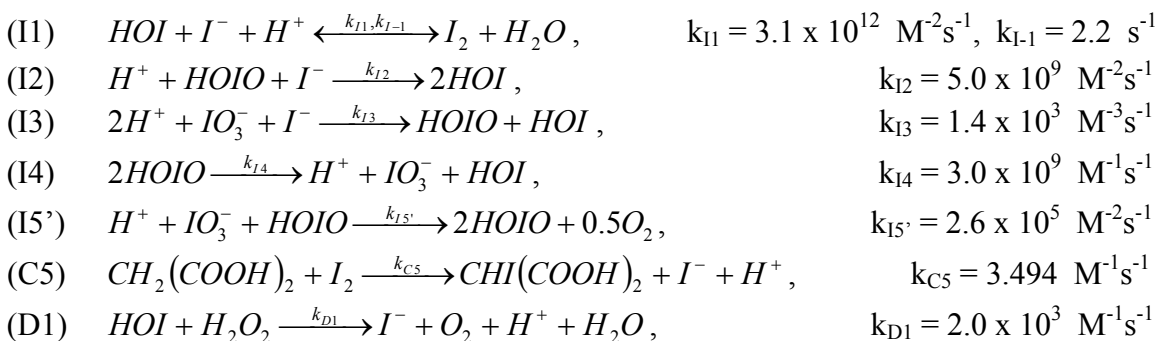 (I1) HOI + I⁻ + H⁺ ⟵k_I1,k_I-1⟶ I₂ + H₂O , k_I1 = 3.1 x 10¹² M⁻²s⁻¹, k_I-1 = 2.2 s⁻¹
(I2) H⁺ + HOIO + I⁻ —k_I2⟶ 2HOI , k_I2 = 5.0 x 10⁹ M⁻²s⁻¹
(I3) 2H⁺ + IO₃⁻ + I⁻ —k_I3⟶ HOIO + HOI , k_I3 = 1.4 x 10³ M⁻³s⁻¹
(I4) 2HOIO —k_I4⟶ H⁺ + IO₃⁻ + HOI , k_I4 = 3.0 x 10⁹ M⁻¹s⁻¹
(I5’) H⁺ + IO₃⁻ + HOIO —k_I5'⟶ 2HOIO + 0.5O₂ , k_I5’ = 2.6 x 10⁵ M⁻²s⁻¹
(C5) CH₂(COOH)₂ + I₂ —k_C5⟶ CHI(COOH)₂ + I⁻ + H⁺ , k_C5 = 3.494 M⁻¹s⁻¹
(D1) HOI + H₂O₂ —k_D1⟶ I⁻ + O₂ + H⁺ + H₂O , k_D1 = 2.0 x 10³ M⁻¹s⁻¹